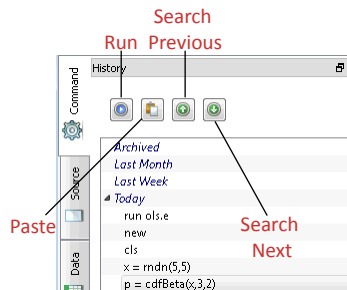 Search
Run Previous
History
Command
Source
Data
Archived
Last Month
Last Week
Today
run ols.e
new
cls
x = rndn(5,5)
p = cdfBeta(x,3,2)
Paste
Search
Next